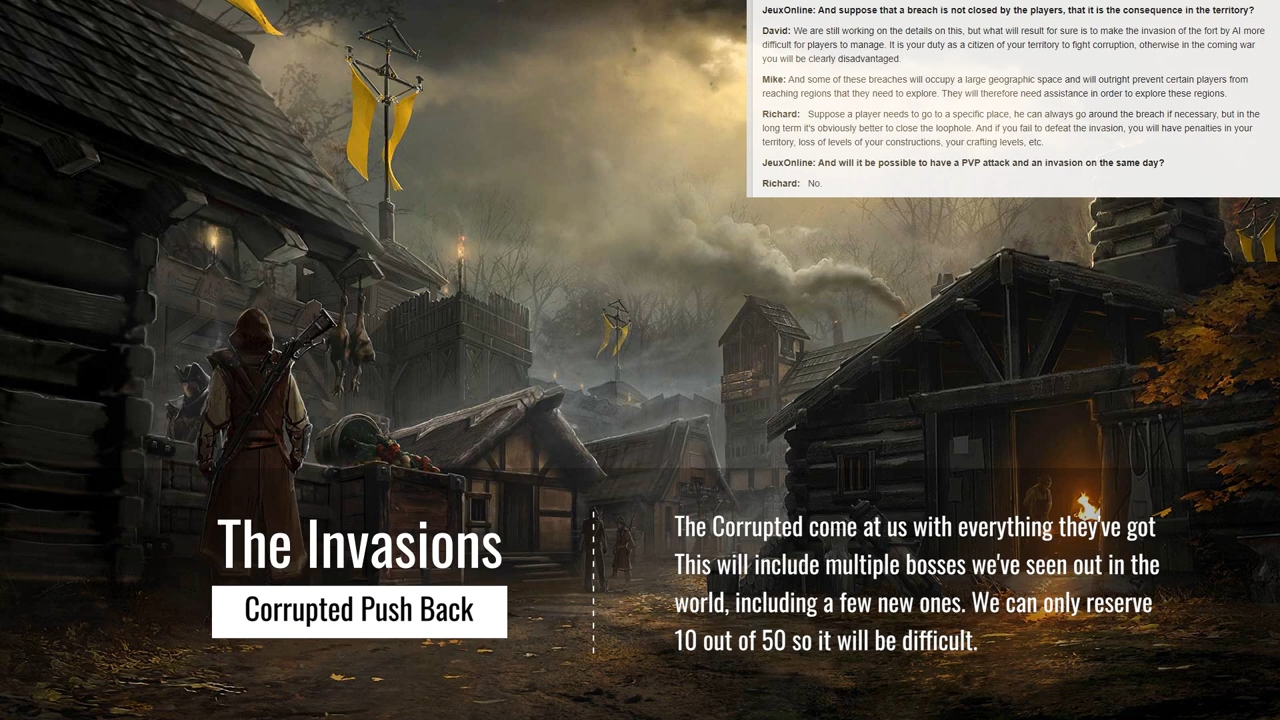 JeuxOnline: And suppose that a breach is not closed by the players, that it is the consequence in the territory?
David: We are still working on the details on this, but what will result for sure is to make the invasion of the fort by AI more
difficult for players to manage. It is your duty as a citizen of your territory to fight corruption, otherwise in the coming war
you will be clearly disadvantaged.
Mike: And some of these breaches will occupy a large geographic space and will outright prevent certain players from
reaching regions that they need to explore. They will therefore need assistance in order to explore these regions.
Richard: Suppose a player needs to go to a specific place, he can always go around the breach if necessary, but in the
long term it's obviously better to close the loophole. And if you fail to defeat the invasion, you will have penalties in your
territory, loss of levels of your constructions, your crafting levels, etc.
JeuxOnline: And will it be possible to have a PVP attack and an invasion on the same day?
Richard: No.
The Invasions
Corrupted Push Back
The Corrupted come at us with everything they've got
This will include multiple bosses we've seen out in the
world, including a few new ones. We can only reserve
10 out of 50 so it will be difficult.